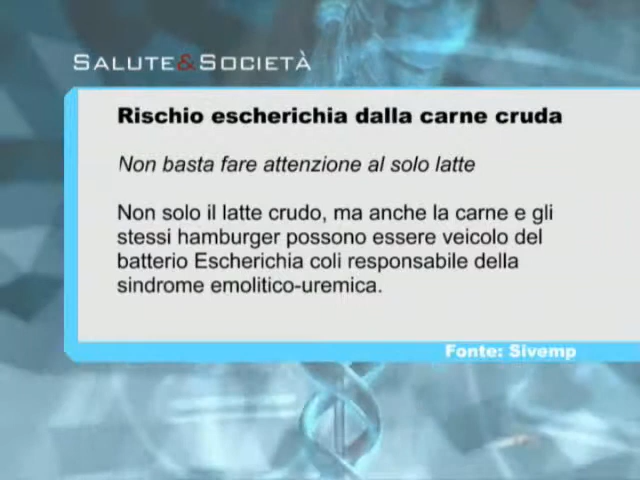 SALUTE&SOCIETÀ
Rischio escherichia dalla carne cruda
Non basta fare attenzione al solo latte
Non solo il latte crudo, ma anche la carne e gli
stessi hamburger possono essere veicolo del
batterio Escherichia coli responsabile della
sindrome emolitico-uremica.
Fonte: Sivemp